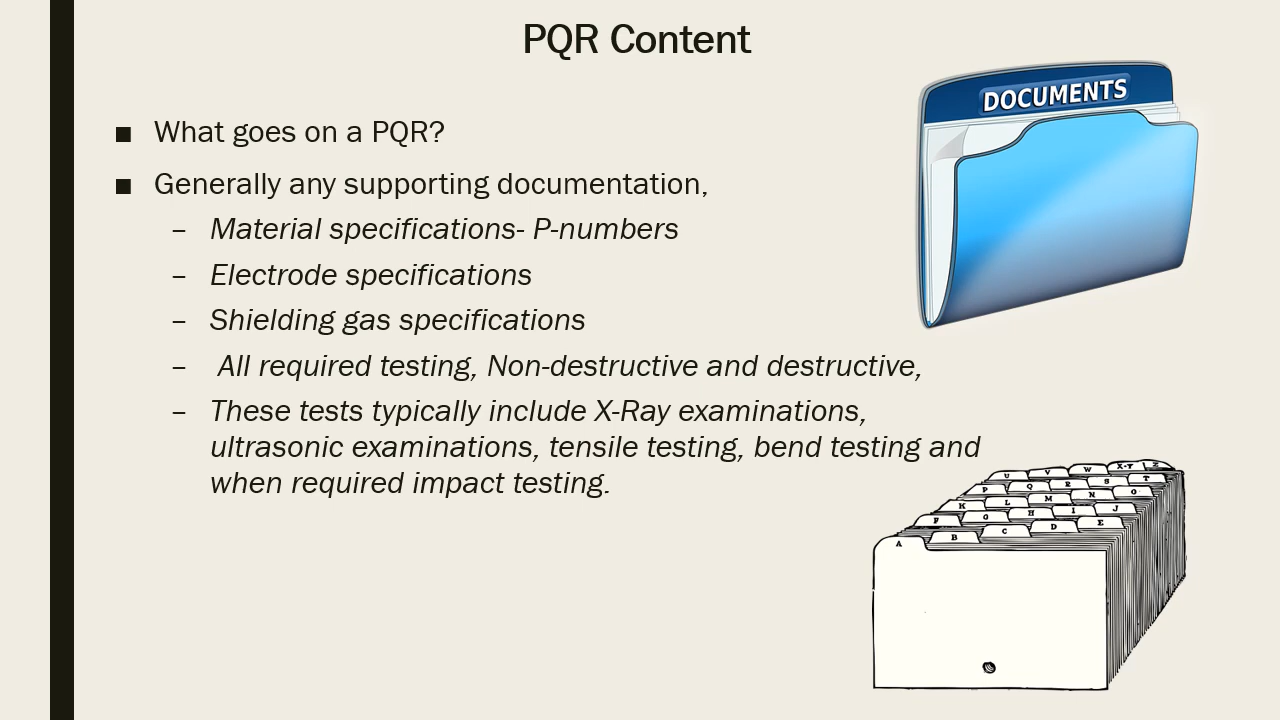 PQR Content
DOCUMENTS
■ What goes on a PQR?
■ Generally any supporting documentation,
– Material specifications- P-numbers
– Electrode specifications
– Shielding gas specifications
– All required testing, Non-destructive and destructive,
– These tests typically include X-Ray examinations,
ultrasonic examinations, tensile testing, bend testing and
when required impact testing.
U V W X-Y Z
P Q R S T
K L M N O
F G H I J
A B C D E